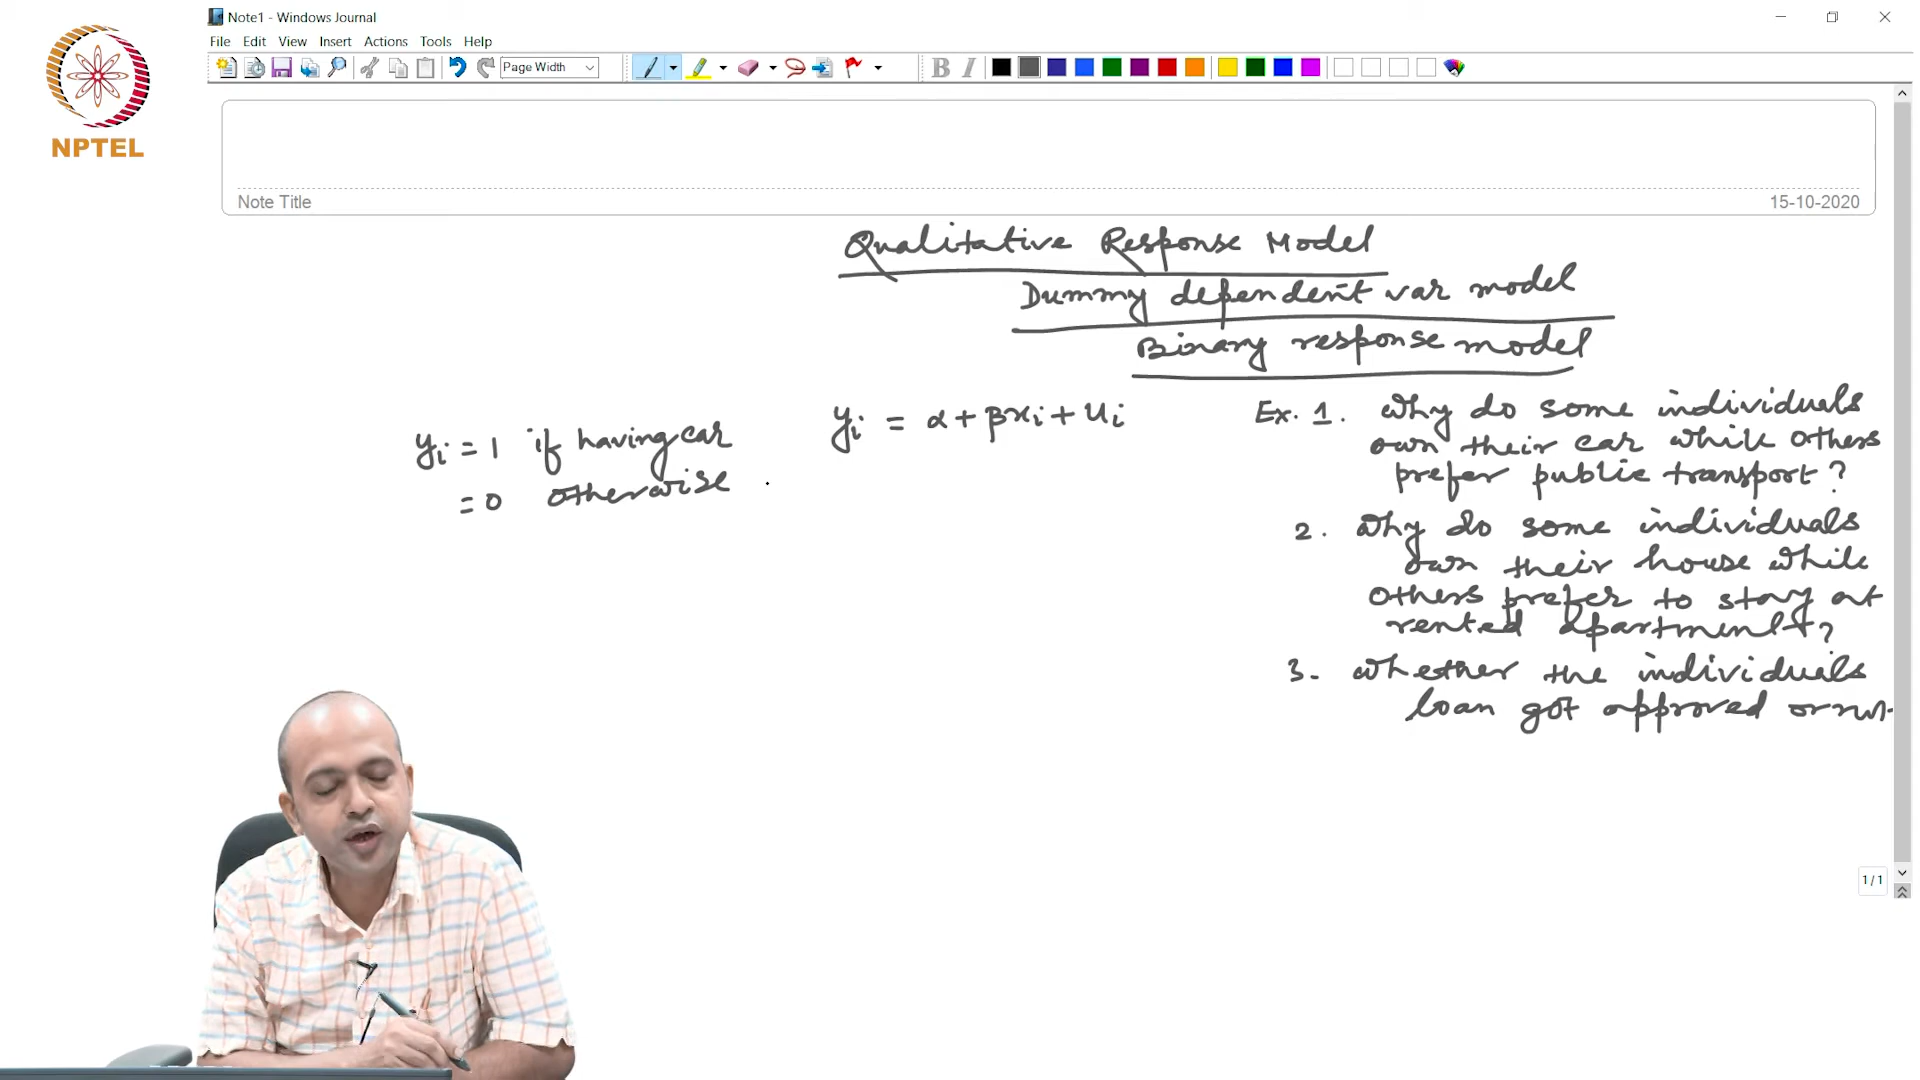 Note1 - Windows Journal
File Edit View Insert Actions Tools Help
Page Width
B I
NPTEL
Note Title
15-10-2020
Qualitative Response Model
Dummy dependent var model
Binary response model
yi = 1 if having car
= 0 otherwise
yi = α + βxi + ui
Ex. 1. Why do some individuals
own their car while others
prefer public transport?
2. Why do some individuals
own their house while
others prefer to stay at
rented apartment?
3. Whether the individuals
loan got approved or not.
1 / 1